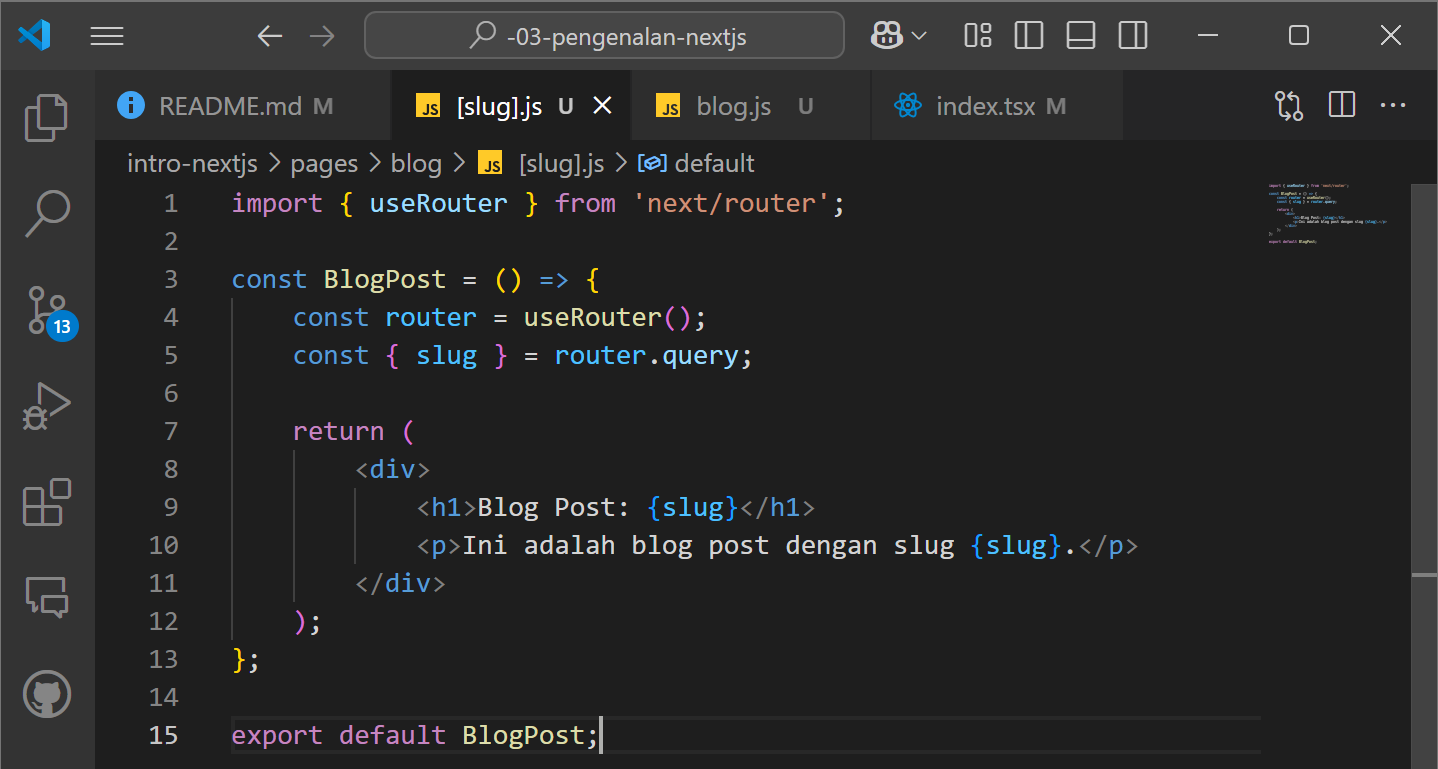 -03-pengenalan-nextjs
README.md M
JS [slug].js U
JS blog.js U
index.tsx M
intro-nextjs > pages > blog > JS [slug].js > default
13
1 import { useRouter } from 'next/router';
2
3 const BlogPost = () => {
4     const router = useRouter();
5     const { slug } = router.query;
6
7     return (
8         <div>
9             <h1>Blog Post: {slug}</h1>
10             <p>Ini adalah blog post dengan slug {slug}.</p>
11         </div>
12     );
13 };
14
15 export default BlogPost;